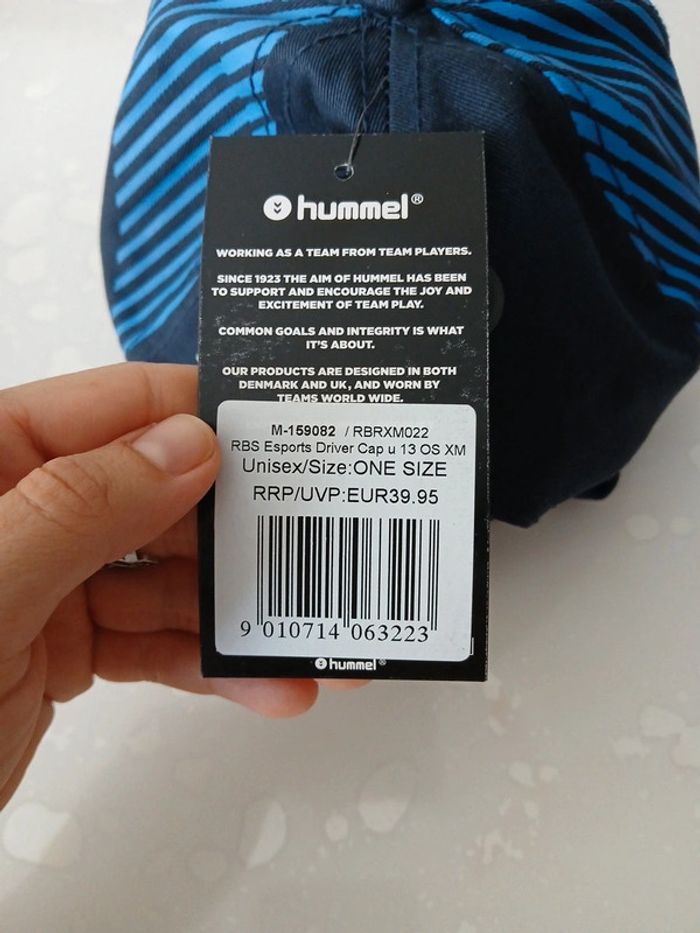 hummel®
WORKING AS A TEAM FROM TEAM PLAYERS.
SINCE 1923 THE AIM OF HUMMEL HAS BEEN
TO SUPPORT AND ENCOURAGE THE JOY AND
EXCITEMENT OF TEAM PLAY.
COMMON GOALS AND INTEGRITY IS WHAT
IT'S ABOUT.
OUR PRODUCTS ARE DESIGNED IN BOTH
DENMARK AND UK, AND WORN BY
TEAMS WORLD WIDE.
M-159082 / RBRXM022
RBS Esports Driver Cap u 13 OS XM
Unisex/Size:ONE SIZE
RRP/UVP:EUR39.95
9 010714 063223
hummel®